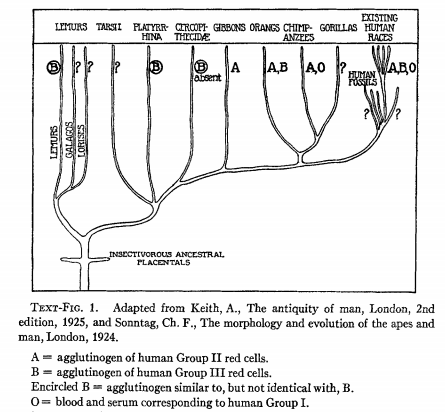 LEMURS TARSII PLATYRR- CERCOPI- GIBBONS ORANGS CHIMP- GORILLAS EXISTING
HINA THECIDÆ ANZEES HUMAN
RACES
B ? ? ? B B A A,B A,O ? HUMAN A,B,O
absent FOSSILS
? ?
LEMURS
GALAGOS
LORISES
INSECTIVOROUS ANCESTRAL
PLACENTALS
TEXT-FIG. 1. Adapted from Keith, A., The antiquity of man, London, 2nd
edition, 1925, and Sonntag, Ch. F., The morphology and evolution of the apes and
man, London, 1924.
A = agglutinogen of human Group II red cells.
B = agglutinogen of human Group III red cells.
Encircled B = agglutinogen similar to, but not identical with, B.
O = blood and serum corresponding to human Group I.